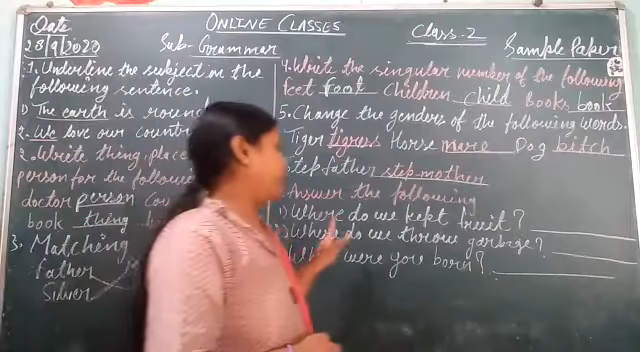 Date
ONLINE CLASSES
Class-2
28/9/2023
Sub-Grammar
Sample Paper
1. Underline the subject in the
following sentence.
1) The earth is round
2. We love our countr
2. Write thing, place
person for the followi
doctor person
book thing
3. Matching
father
Silver
4. Write the singular member of the following
feet foot Children child Books book
5. Change the genders of the following words.
Tiger tigress Horse mare Dog bitch
Step father step mother
Answer the following
1) Where do we kept fruit?
2) Where do we throw garbage?
were you born?